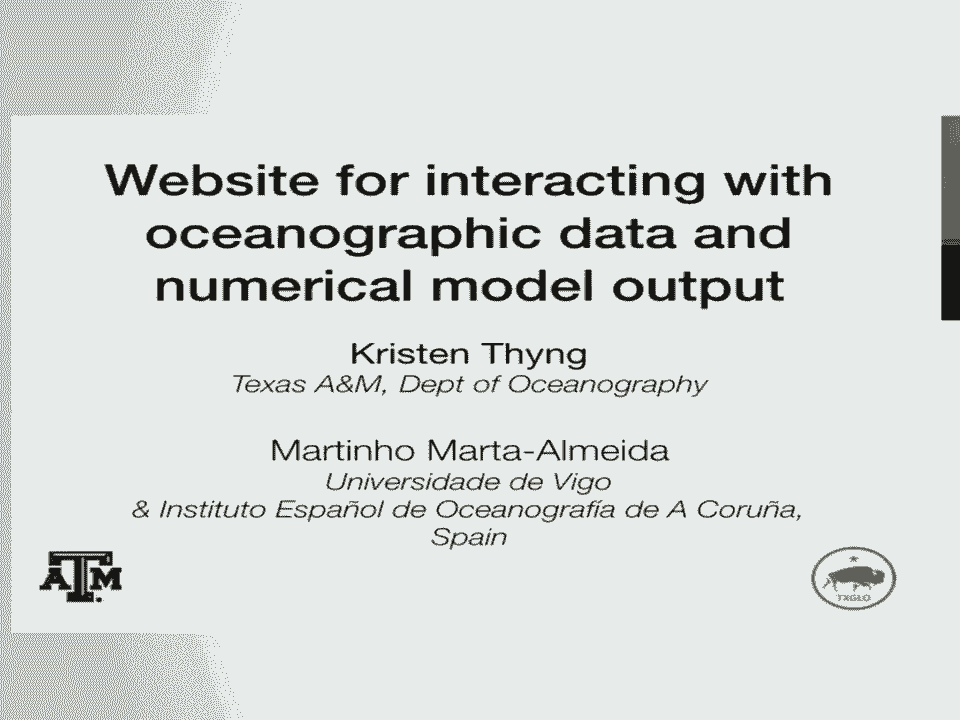 Website for interacting with
oceanographic data and
numerical model output
Kristen Thyng
Texas A&M, Dept of Oceanography
Martinho Marta-Almeida
Universidade de Vigo
& Instituto Español de Oceanografía de A Coruña,
Spain
ATM
TXGLO